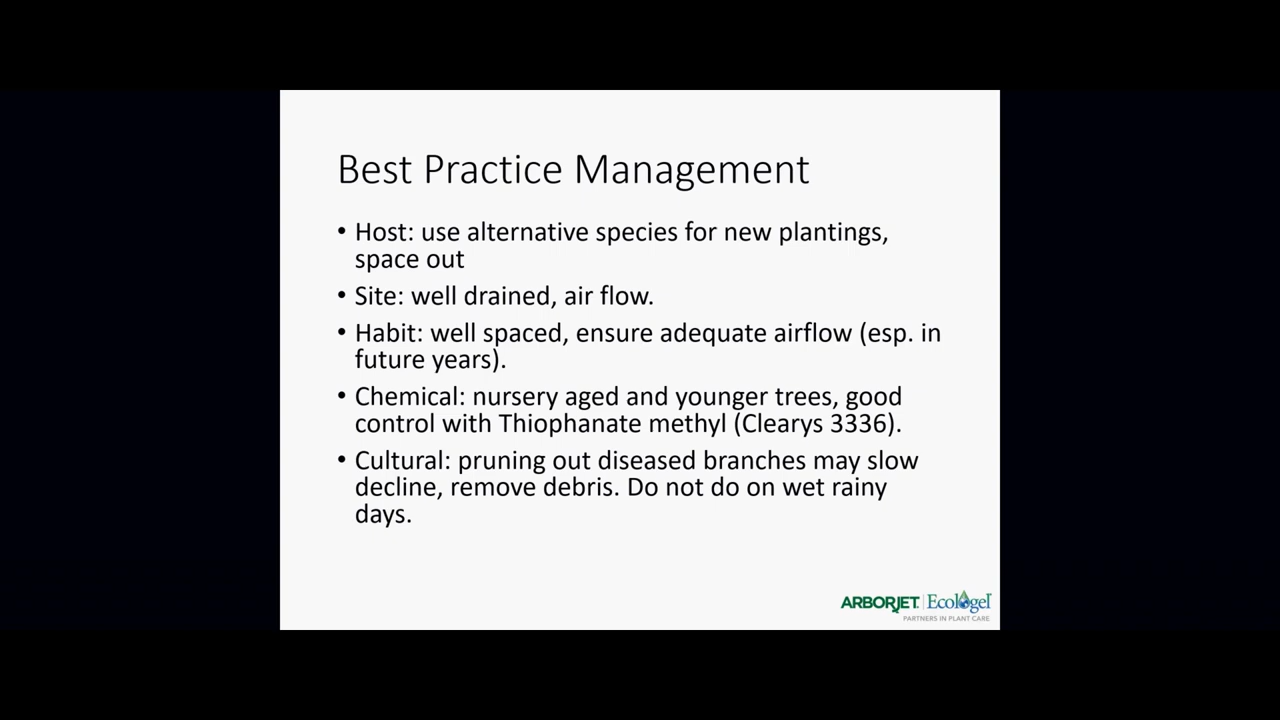 Best Practice Management
• Host: use alternative species for new plantings,
space out
• Site: well drained, air flow.
• Habit: well spaced, ensure adequate airflow (esp. in
future years).
• Chemical: nursery aged and younger trees, good
control with Thiophanate methyl (Clearys 3336).
• Cultural: pruning out diseased branches may slow
decline, remove debris. Do not do on wet rainy
days.
ARBORJET | Ecologel
PARTNERS IN PLANT CARE